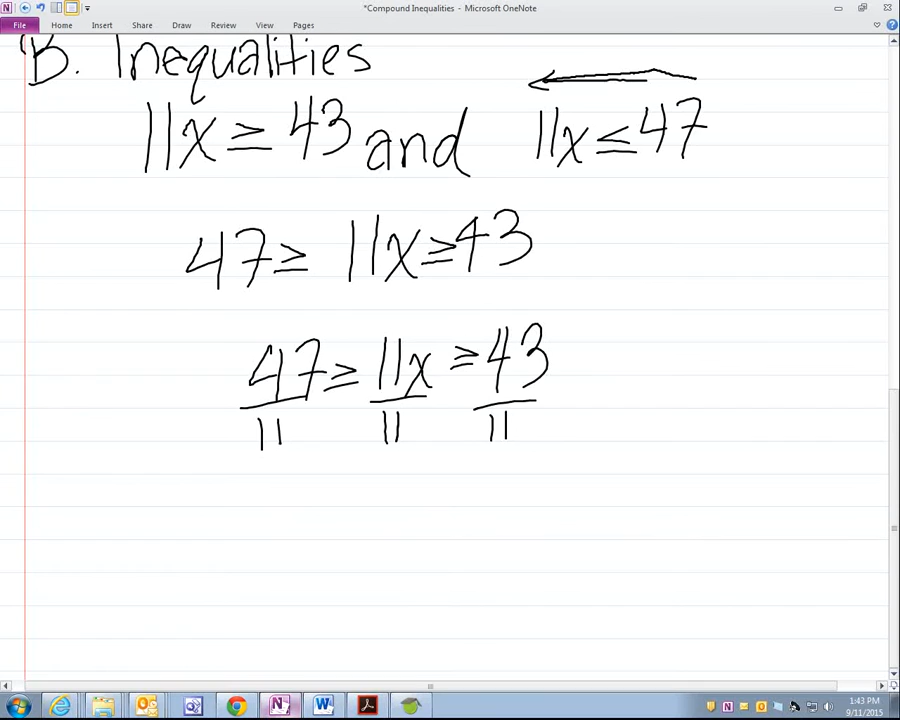 *Compound Inequalities - Microsoft OneNote
File Home Insert Share Draw Review View Pages
B. Inequalities
11x ≥ 43 and 11x ≤ 47
47 ≥ 11x ≥ 43
47 ≥ 11x ≥ 43
11 11 11
1:43 PM
9/11/2015